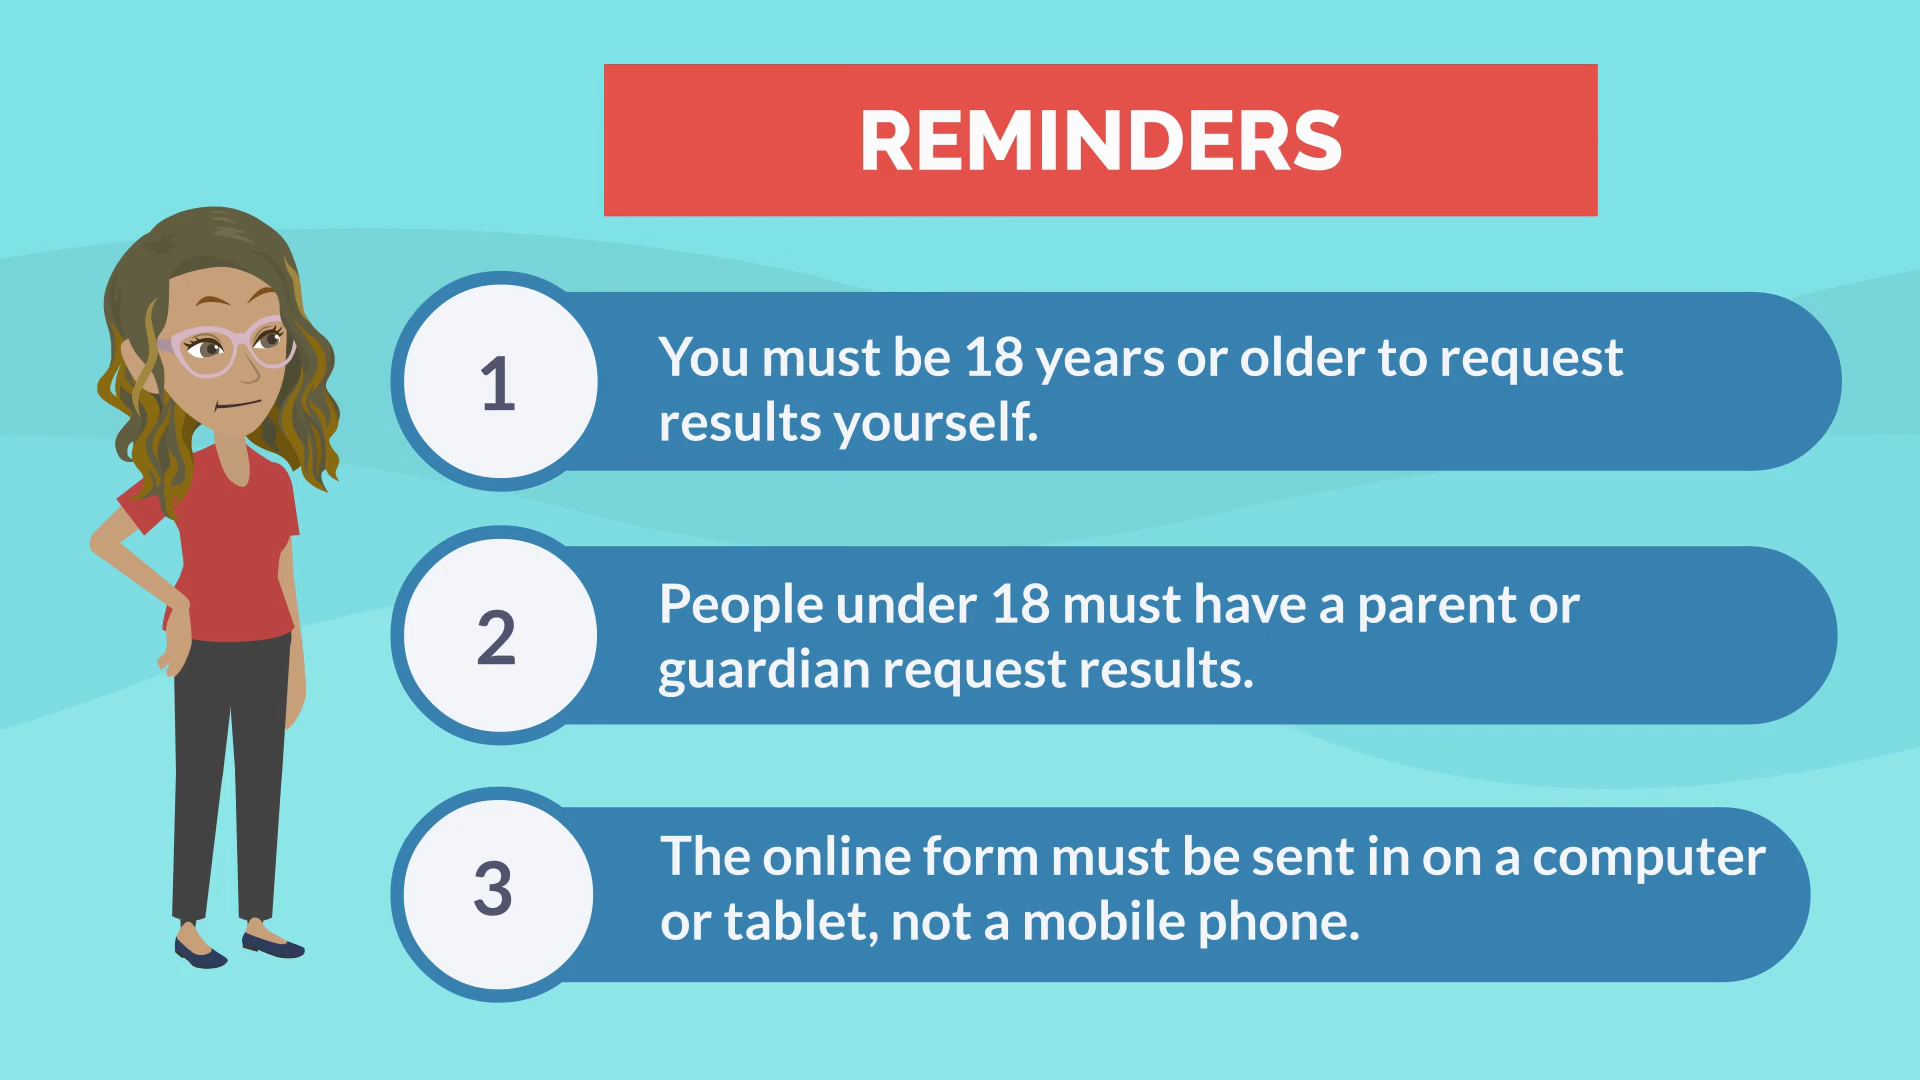 REMINDERS
1
You must be 18 years or older to request
results yourself.
2
People under 18 must have a parent or
guardian request results.
3
The online form must be sent in on a computer
or tablet, not a mobile phone.